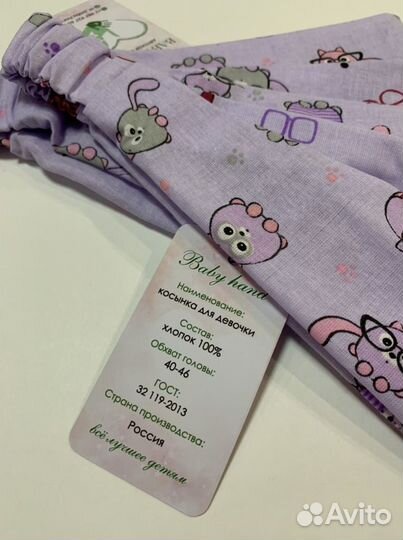 Baby hand
Наименование:
косынка для девочки
Состав:
хлопок 100%
Обхват головы:
40-46
ГОСТ:
32 119-2013
Страна производства:
Россия
всё лучшее детям
Avito